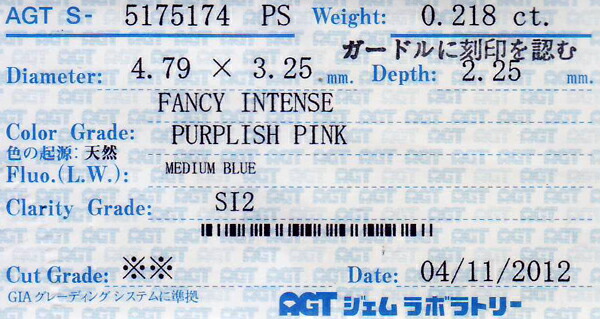 AGT S- 5175174 PS Weight: 0.218 ct.
ガードルに刻印を認む
Diameter: 4.79 × 3.25 mm. Depth: 2.25 mm.
FANCY INTENSE
Color Grade: PURPLISH PINK
色の起源: 天然
Fluo.(L.W.): MEDIUM BLUE
Clarity Grade: SI2
Cut Grade: ※※ Date: 04/11/2012
GIAグレーディングシステムに準拠
AGT ジェムラボラトリー